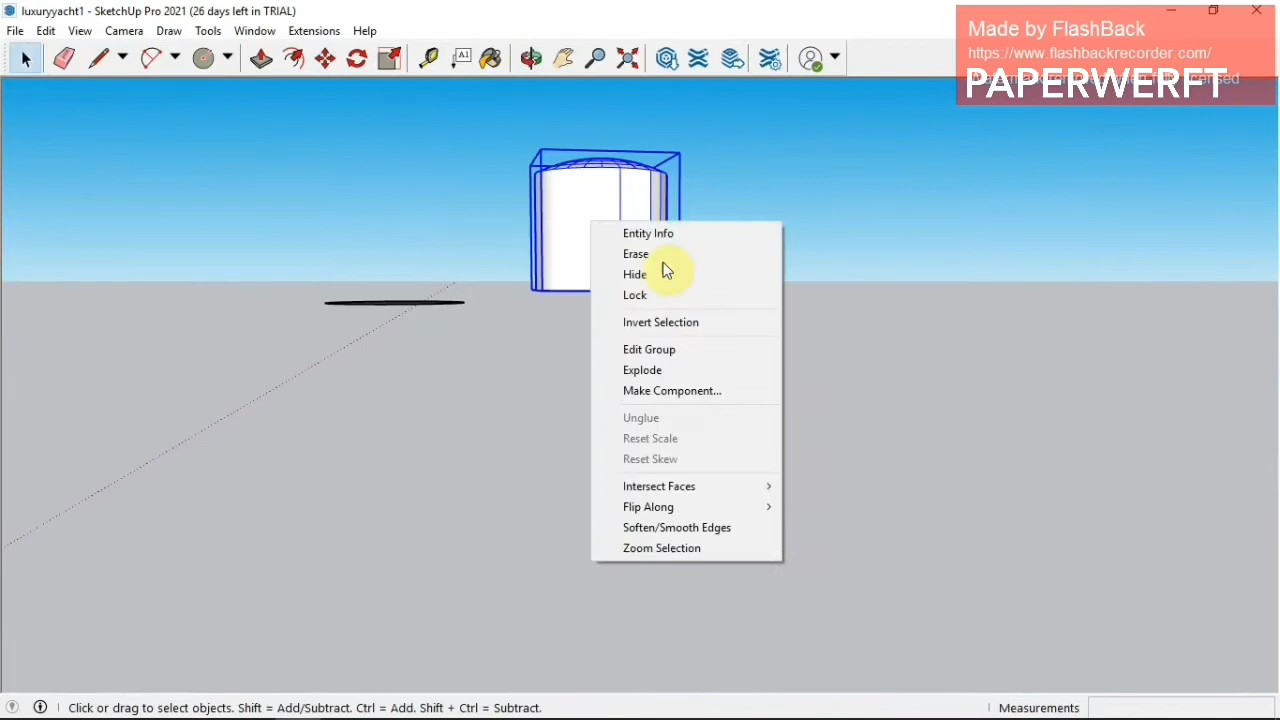 luxuryyacht1 - SketchUp Pro 2021 (26 days left in TRIAL)
File Edit View Camera Draw Tools Window Extensions Help
Made by FlashBack
https://www.flashbackrecorder.com/
PAPERWERFT
Entity Info
Erase
Hide
Lock
Invert Selection
Edit Group
Explode
Make Component...
Unglue
Reset Scale
Reset Skew
Intersect Faces
Flip Along
Soften/Smooth Edges
Zoom Selection
Click or drag to select objects. Shift = Add/Subtract. Ctrl = Add. Shift + Ctrl = Subtract.
Measurements